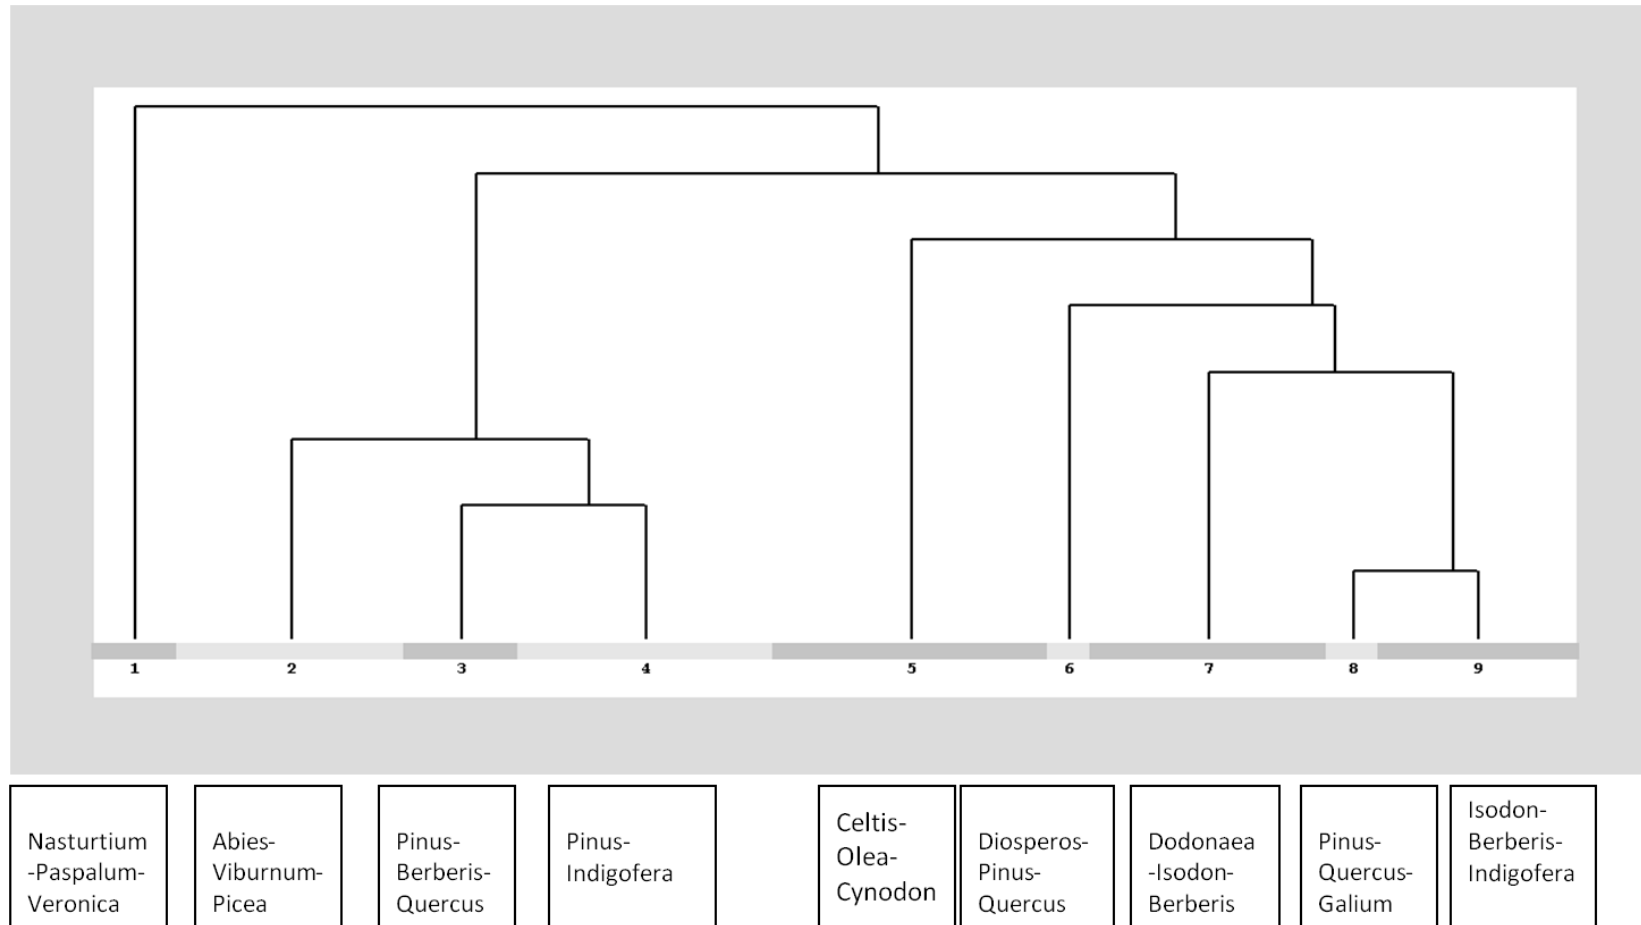 1 2 3 4 5 6 7 8 9
Nasturtium
-Paspalum-
Veronica
Abies-
Viburnum-
Picea
Pinus-
Berberis-
Quercus
Pinus-
Indigofera
Celtis-
Olea-
Cynodon
Diosperos-
Pinus-
Quercus
Dodonaea
-Isodon-
Berberis
Pinus-
Quercus-
Galium
Isodon-
Berberis-
Indigofera